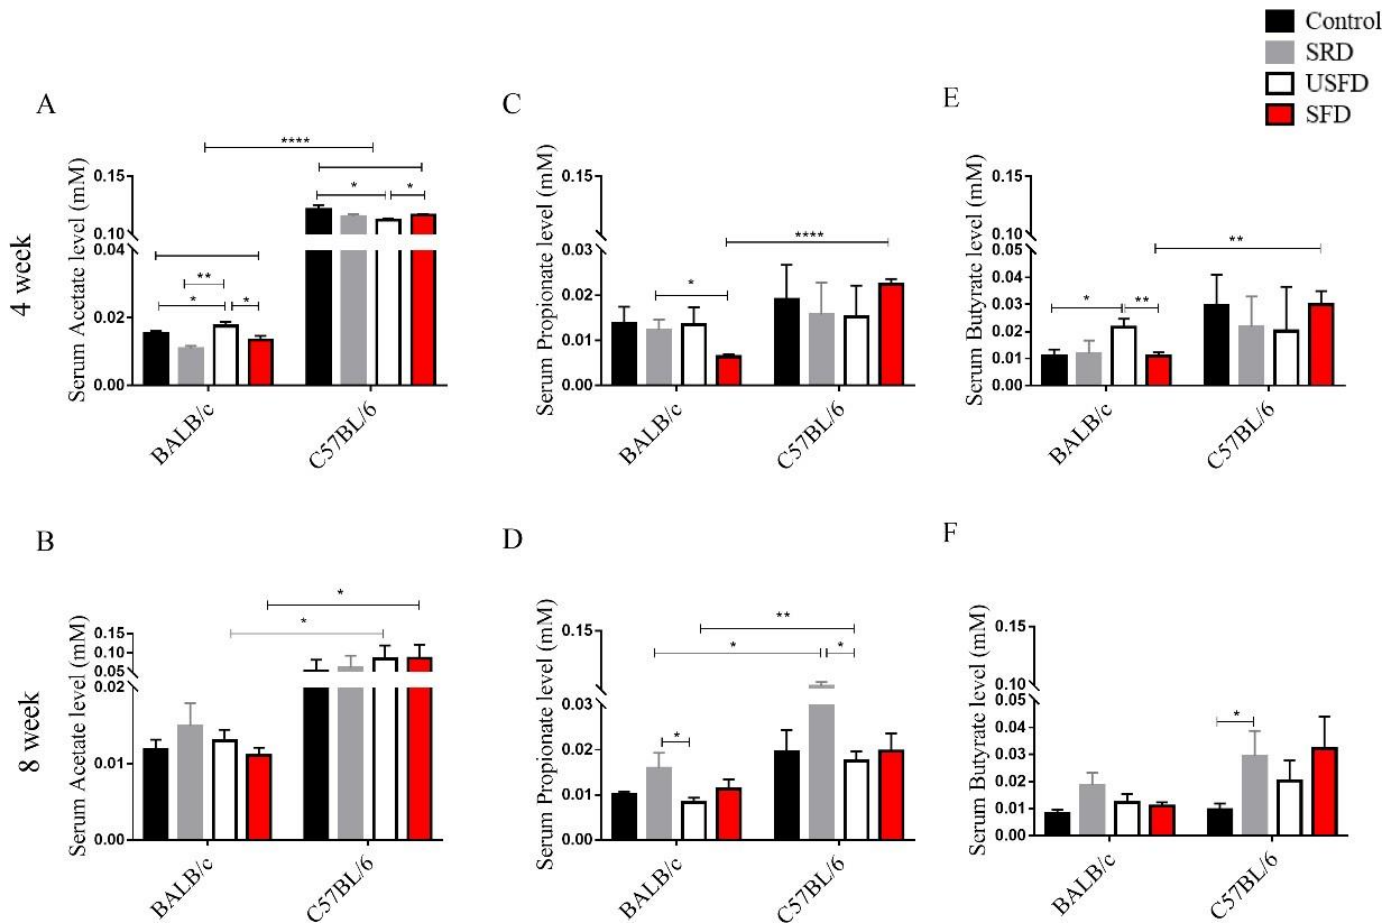 Control
SRD
USFD
SFD
4 week
A
Serum Acetate level (mM)
0.15
0.10
0.04
0.02
0.00
****
* *
**
* *
BALB/c
C57BL/6
C
Serum Propionate level (mM)
0.15
0.10
0.03
0.02
0.01
0.00
****
*
BALB/c
C57BL/6
E
Serum Butyrate level (mM)
0.15
0.10
0.05
0.04
0.03
0.02
0.01
0.00
**
* **
BALB/c
C57BL/6
8 week
B
Serum Acetate level (mM)
0.15
0.10
0.05
0.02
0.01
0.00
*
*
BALB/c
C57BL/6
D
Serum Propionate level (mM)
0.15
0.03
0.02
0.01
0.00
**
* *
*
BALB/c
C57BL/6
F
Serum Butyrate level (mM)
0.15
0.10
0.05
0.04
0.03
0.02
0.01
0.00
*
BALB/c
C57BL/6